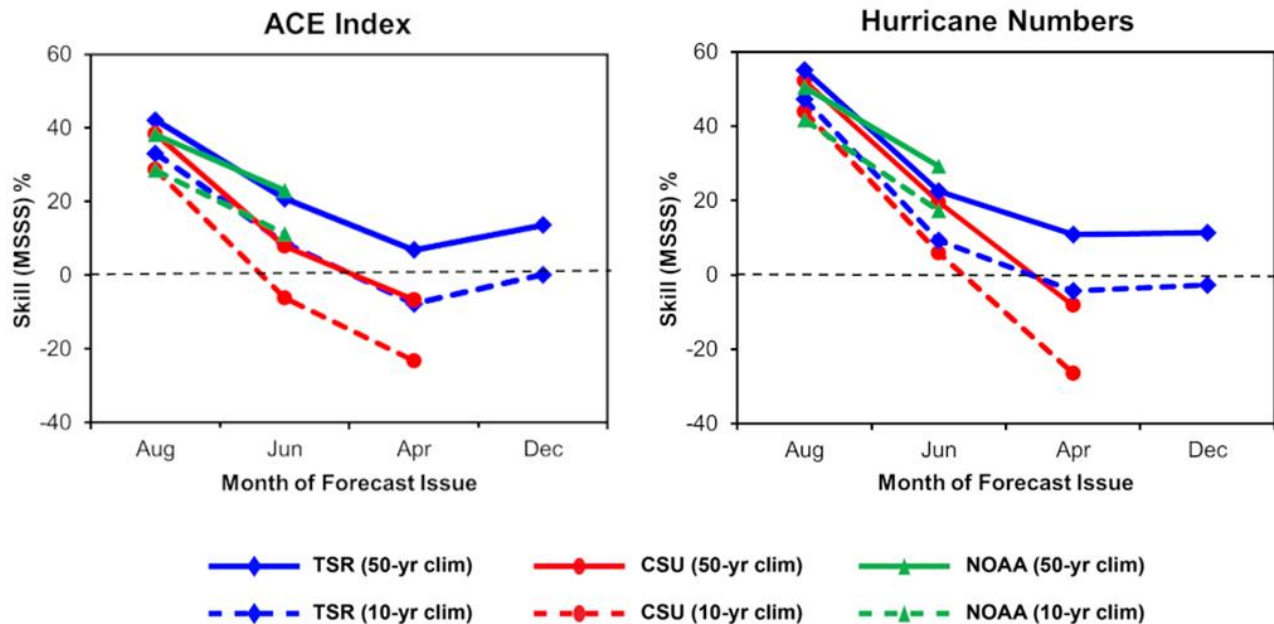 ACE Index
60
40
20
0
-20
-40
Skill (MSSS) %
Aug Jun Apr Dec
Month of Forecast Issue
Hurricane Numbers
60
40
20
0
-20
-40
Skill (MSSS) %
Aug Jun Apr Dec
Month of Forecast Issue
TSR (50-yr clim) CSU (50-yr clim) NOAA (50-yr clim)
TSR (10-yr clim) CSU (10-yr clim) NOAA (10-yr clim)